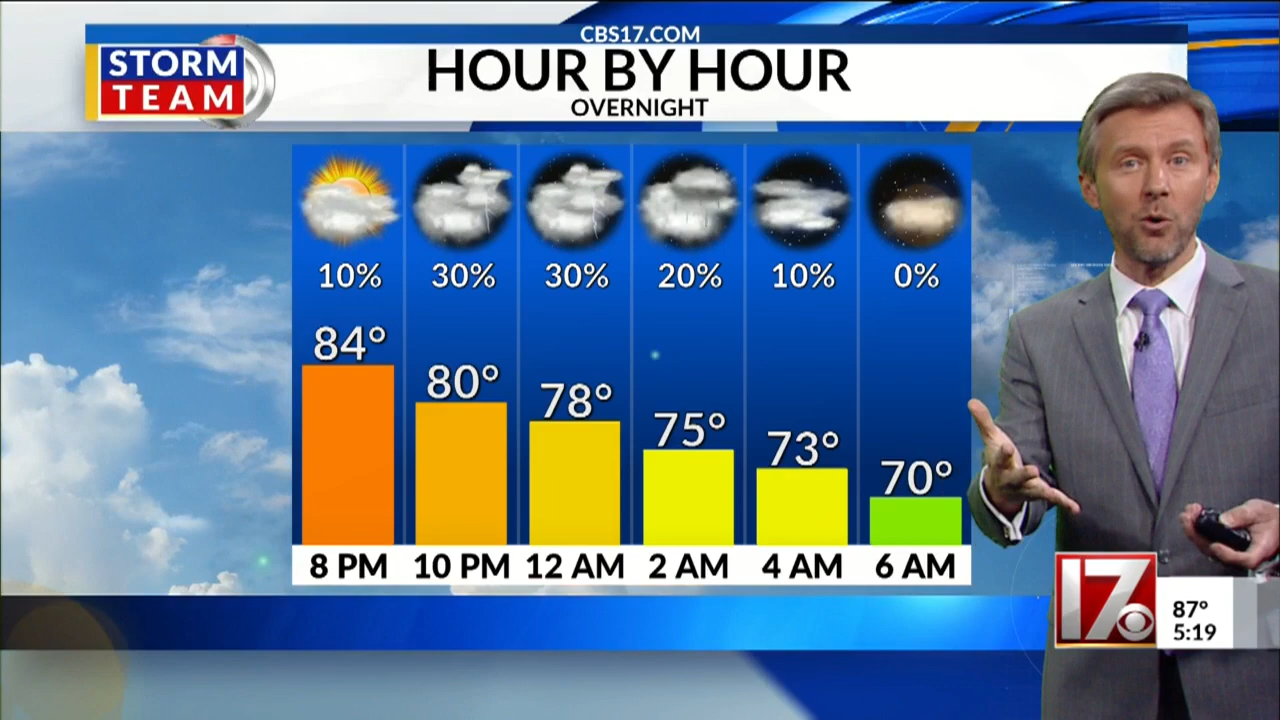 CBS17.COM
STORM
TEAM
HOUR BY HOUR
OVERNIGHT
10% 30% 30% 20% 10% 0%
84° 80° 78° 75° 73° 70°
8 PM 10 PM 12 AM 2 AM 4 AM 6 AM
17
87°
5:19